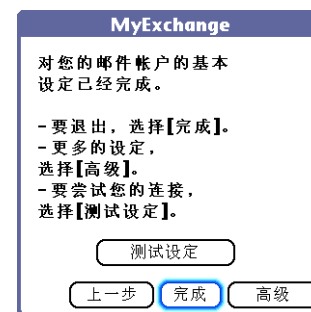 MyExchange
对您的邮件帐户的基本
设定已经完成。
-要退出，选择[完成]。
-更多的设定，
选择[高级]。
-要尝试您的连接，
选择[测试设定]。
测试设定
上一步 完成 高级